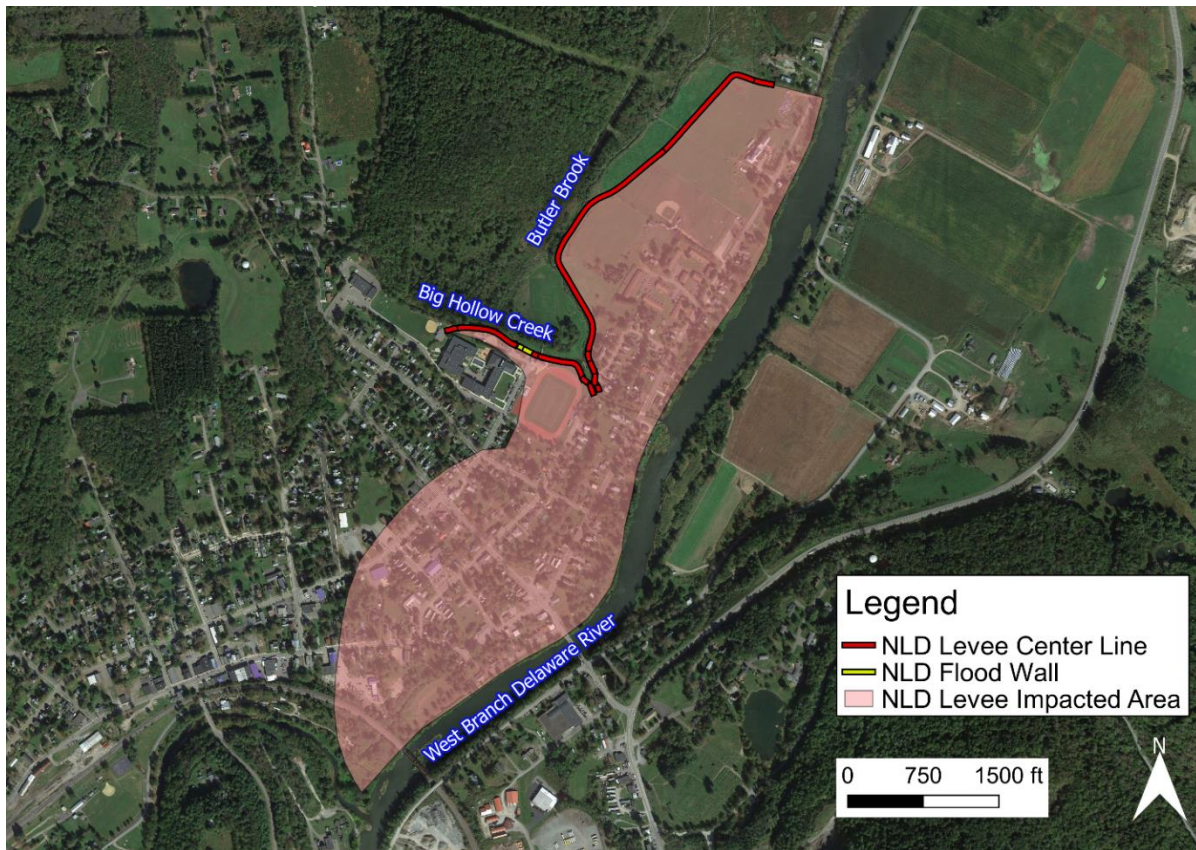 Butler Brook
Big Hollow Creek
West Branch Delaware River
Legend
NLD Levee Center Line
NLD Flood Wall
NLD Levee Impacted Area
N
0 750 1500 ft